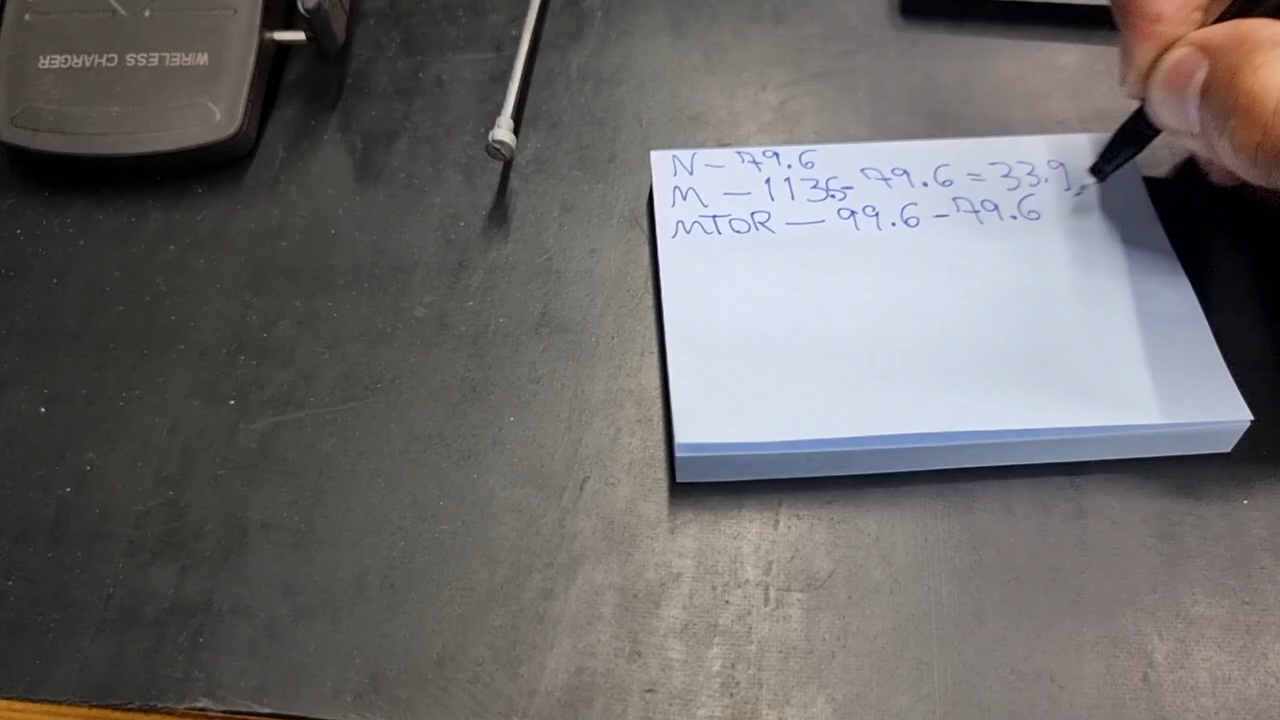 WIRELESS CHARGER
N - 79.6
M - 113.5 - 79.6 = 33.9
MTOR - 99.6 - 79.6